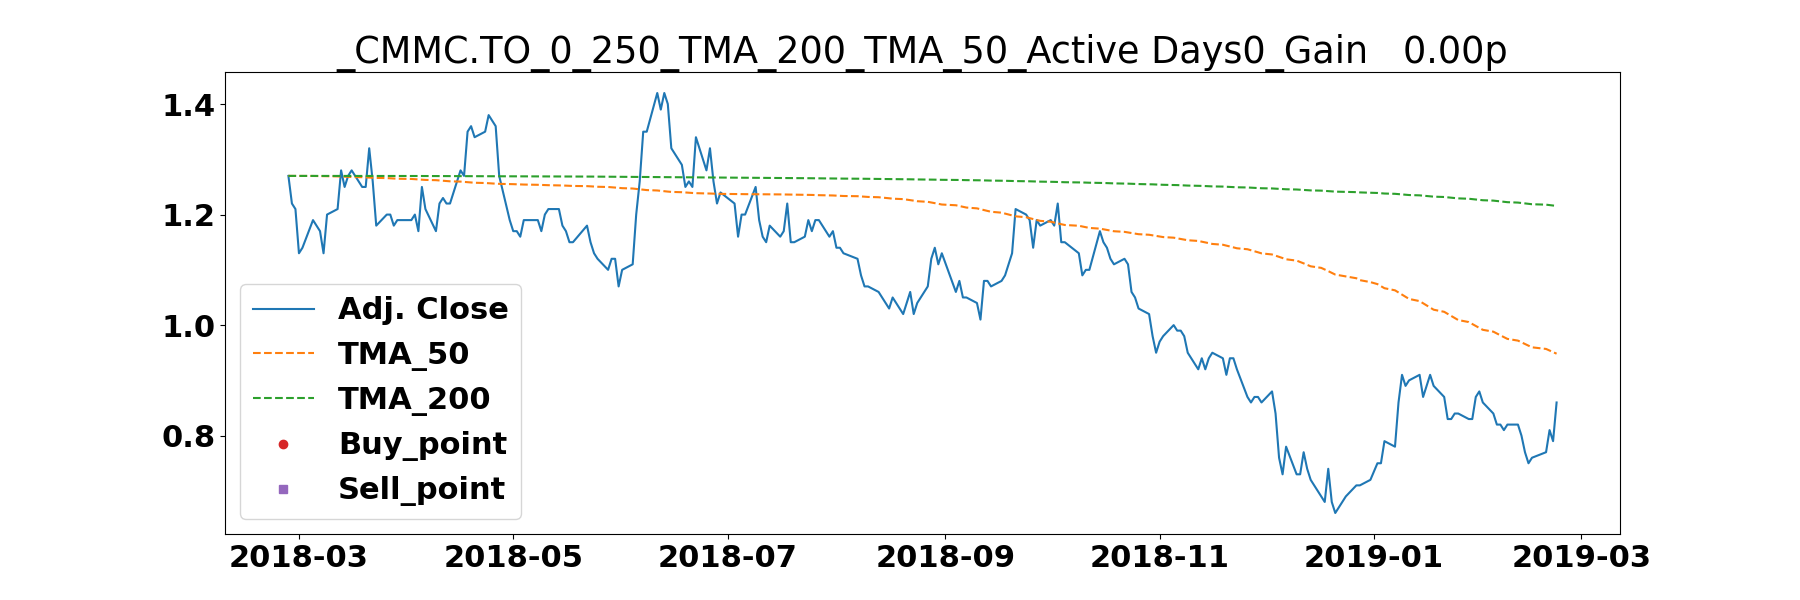 _CMMC.TO_0_250_TMA_200_TMA_50_Active Days0_Gain   0.00p
1.4
1.2
1.0
0.8
Adj. Close
TMA_50
TMA_200
Buy_point
Sell_point
2018-03 2018-05 2018-07 2018-09 2018-11 2019-01 2019-03